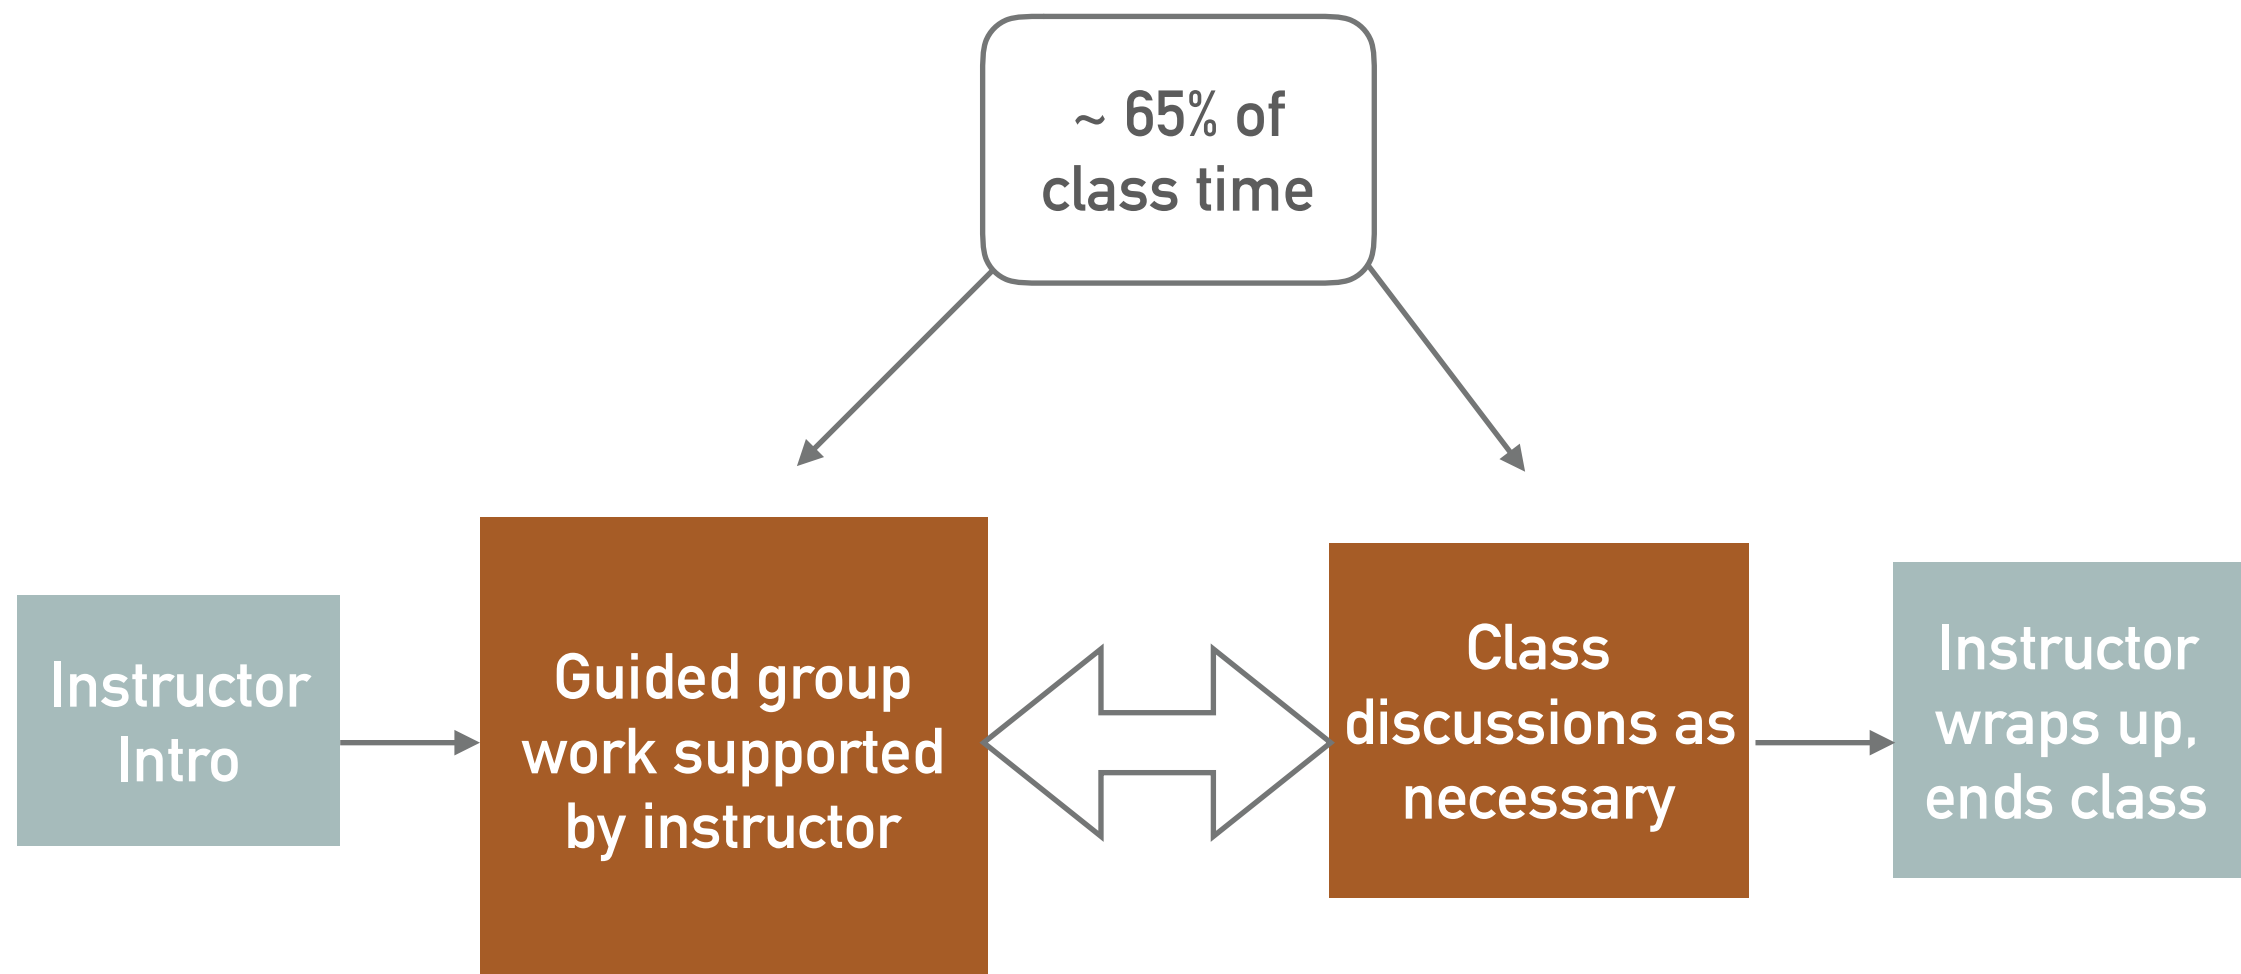 ~ 65% of
class time
Instructor
Intro
Guided group
work supported
by instructor
Class
discussions as
necessary
Instructor
wraps up,
ends class